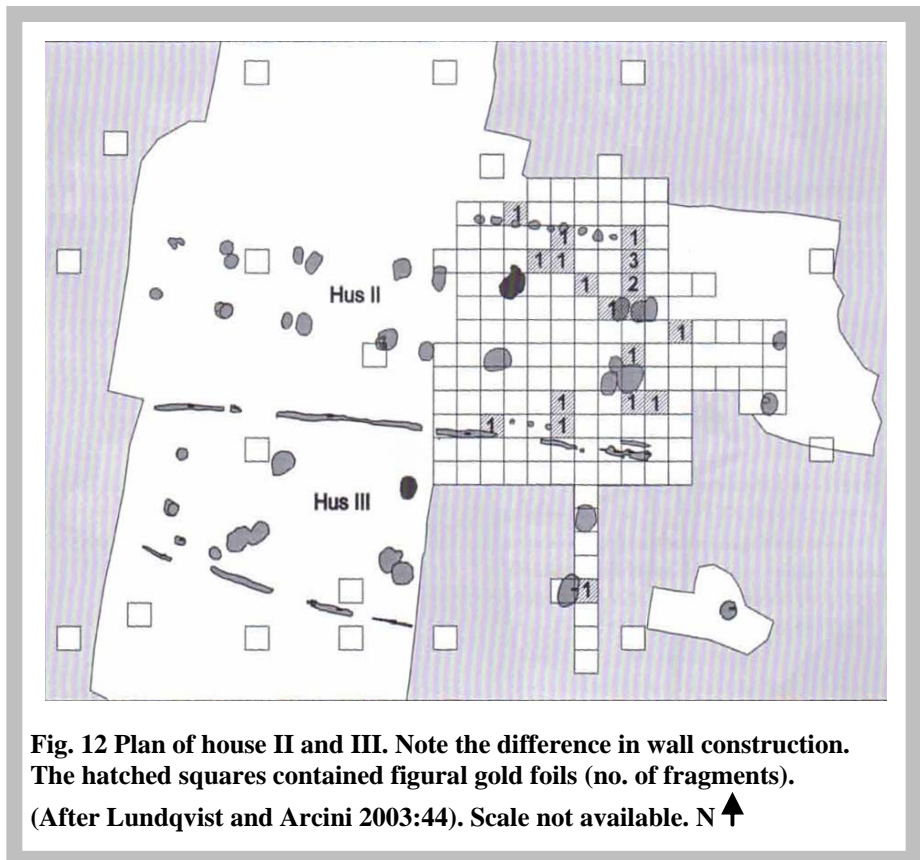 1
1 1
1 1 3
1 2
Hus II
1
1
1
1 1 1
1 1
Hus III
1
Fig. 12 Plan of house II and III. Note the difference in wall construction.
The hatched squares contained figural gold foils (no. of fragments).
(After Lundqvist and Arcini 2003:44). Scale not available. N